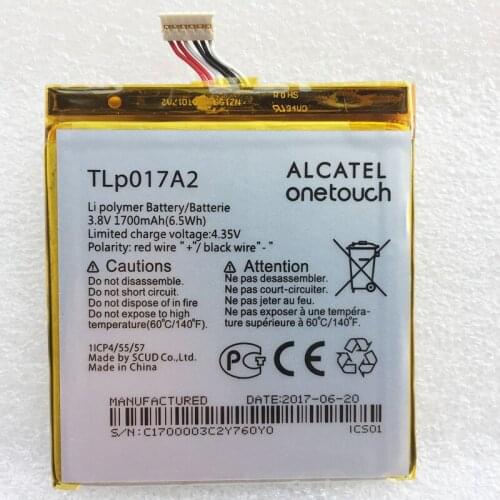 TLp017A2
ALCATEL
onetouch
Li polymer Battery/Batterie
3.8V 1700mAh(6.5Wh)
Limited charge voltage:4.35V
Polarity: red wire "+"/ black wire"-"
Cautions
Do not disassemble.
Do not short-circuit.
Do not dispose of in fire.
Do not expose to high
temperature(60℃/140℉).
Attention
Ne pas desassembler.
Ne pas court-circuiter.
Ne pas jeter au feu.
Ne pas exposer à température
supérieure à 60℃/140℉)
1ICP4/55/57
Made by SCUD Co.,Ltd.
Made in China
MANUFACTURED DATE:2017-06-20
S/N:C1700003C2Y760Y0 ICS01